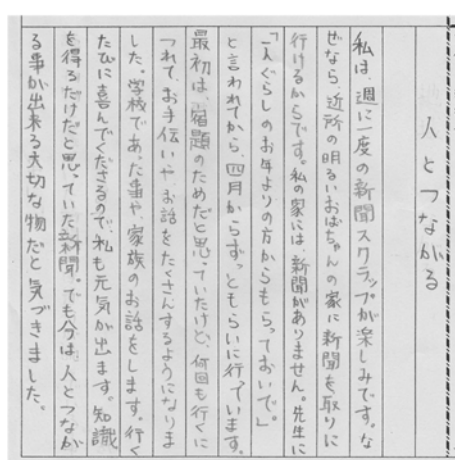 人とつながる
私は、週に一度の新聞スクラップが楽しみです。な
ぜなら、近所の明るいおばちゃんの家に新聞を取りに
行けるからです。私の家には、新聞がありません。先生に
「一人ぐらしのお年よりの方からもらっておいで。」
と言われてから、四月からずっともらいに行っています。
最初は、宿題のためだと思っていたけど、何回も行くに
つれて、お手伝いや、お話をたくさんするようになりま
した。学校であった事や、家族のお話をします。行く
たびに喜んでくださるので、私も元気が出ます。知識
を得るだけだと思っていた新聞。でも今は、人とつなが
る事が出来る大切な物だと気づきました。